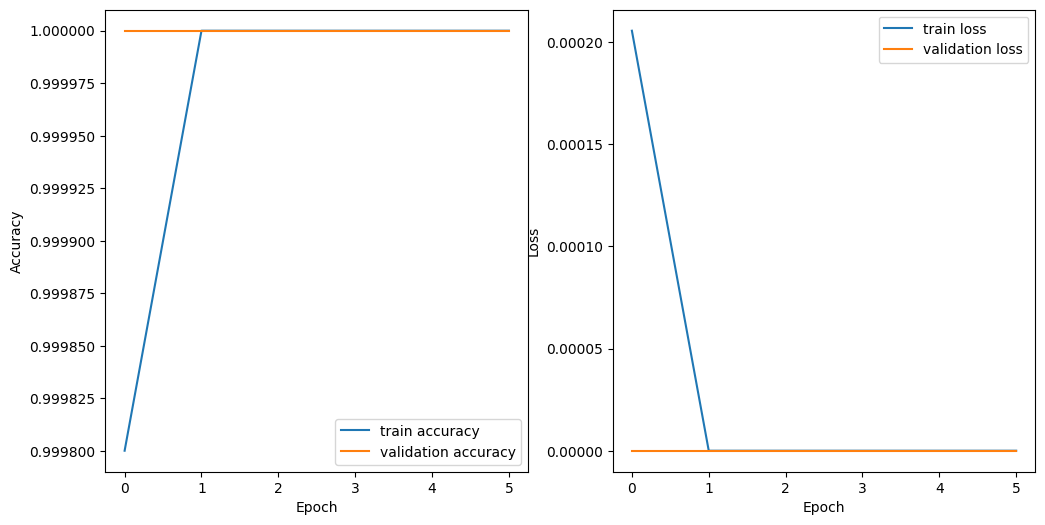 1.000000
0.999975
0.999950
0.999925
0.999900
0.999875
0.999850
0.999825
0.999800
Accuracy
0 1 2 3 4 5
Epoch
train accuracy
validation accuracy
0.00020
0.00015
0.00010
0.00005
0.00000
Loss
0 1 2 3 4 5
Epoch
train loss
validation loss